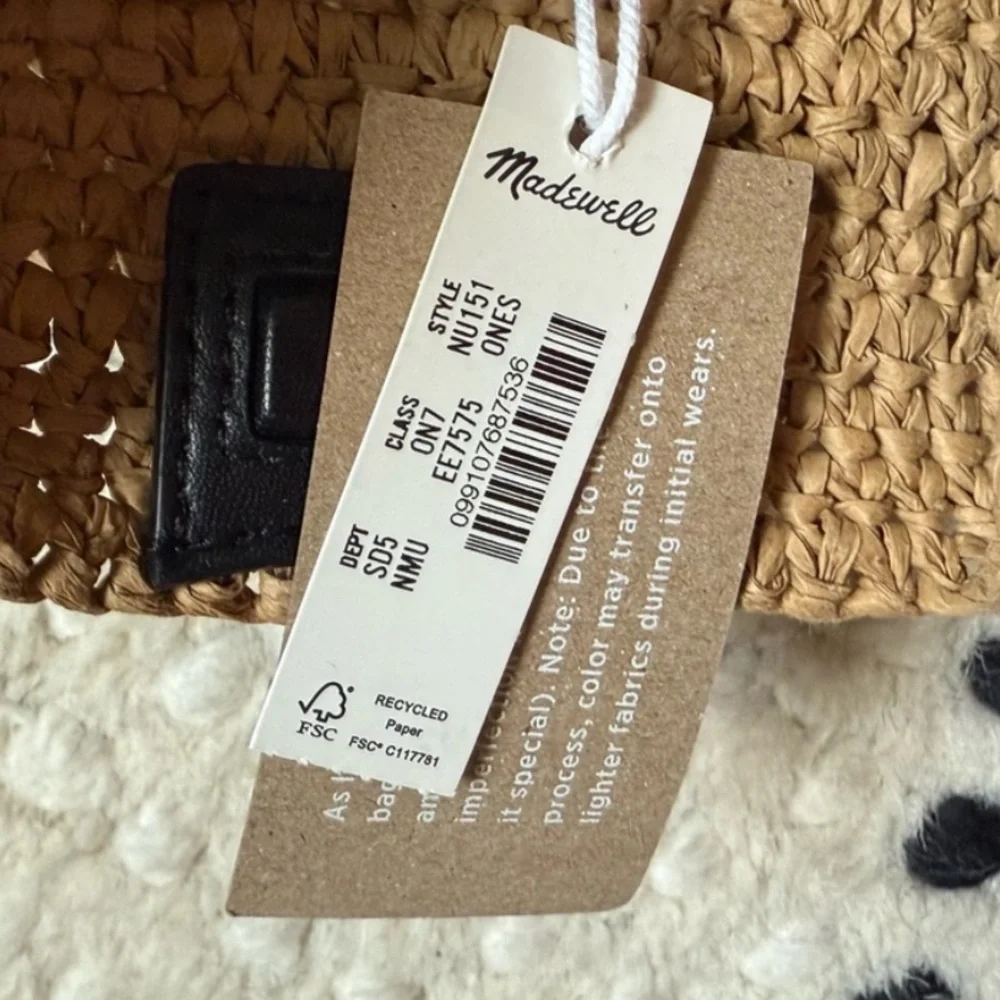 Madewell
STYLE
NU151
ONES
CLASS
ON7
EE7575
099107687536
DEPT
SD5
NMU
FSC
RECYCLED
Paper
FSC® C117781
As
it special). Note: Due to
process, color may transfer onto
lighter fabrics during initial wears.